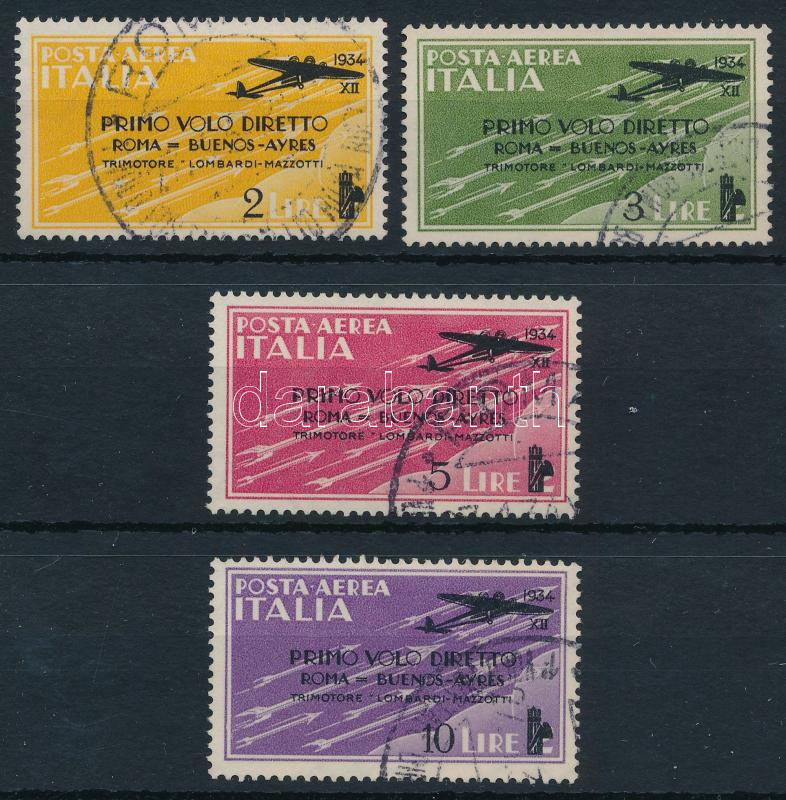 POSTA·AEREA
ITALIA
1934
XII
PRIMO VOLO DIRETTO
ROMA = BUENOS-AYRES
TRIMOTORE "LOMBARDI-MAZZOTTI
2 LIRE
POSTA·AEREA
ITALIA
1934
XII
PRIMO VOLO DIRETTO
ROMA = BUENOS-AYRES
TRIMOTORE "LOMBARDI-MAZZOTTI
3 LIRE
POSTA·AEREA
ITALIA
1934
XII
PRIMO VOLO DIRETTO
ROMA = BUENOS-AYRES
TRIMOTORE "LOMBARDI-MAZZOTTI
5 LIRE
darabanth
POSTA·AEREA
ITALIA
1934
XII
PRIMO VOLO DIRETTO
ROMA = BUENOS-AYRES
TRIMOTORE "LOMBARDI-MAZZOTTI
10 LIRE